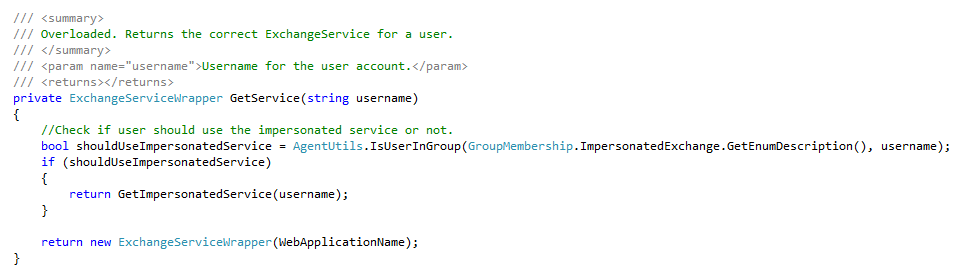 /// <summary>
/// Overloaded. Returns the correct ExchangeService for a user.
/// </summary>
/// <param name="username">Username for the user account.</param>
/// <returns></returns>
private ExchangeServiceWrapper GetService(string username)
{
    //Check if user should use the impersonated service or not.
    bool shouldUseImpersonatedService = AgentUtils.IsUserInGroup(GroupMembership.ImpersonatedExchange.GetEnumDescription(), username);
    if (shouldUseImpersonatedService)
    {
        return GetImpersonatedService(username);
    }

    return new ExchangeServiceWrapper(WebApplicationName);
}